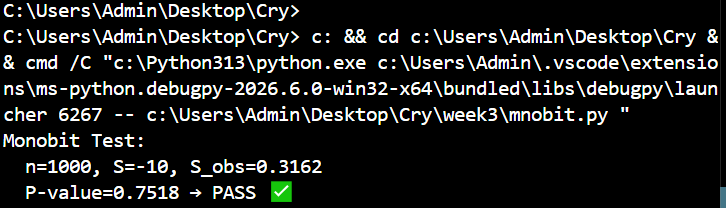 C:\Users\Admin\Desktop\Cry>
C:\Users\Admin\Desktop\Cry> c: && cd c:\Users\Admin\Desktop\Cry &
& cmd /C "c:\Python313\python.exe c:\Users\Admin\.vscode\extension
ns\ms-python.debugpy-2026.6.0-win32-x64\bundled\libs\debugpy\laun
cher 6267 -- c:\Users\Admin\Desktop\Cry\week3\mnobit.py "
Monobit Test:
  n=1000, S=-10, S_obs=0.3162
  P-value=0.7518 → PASS ✅